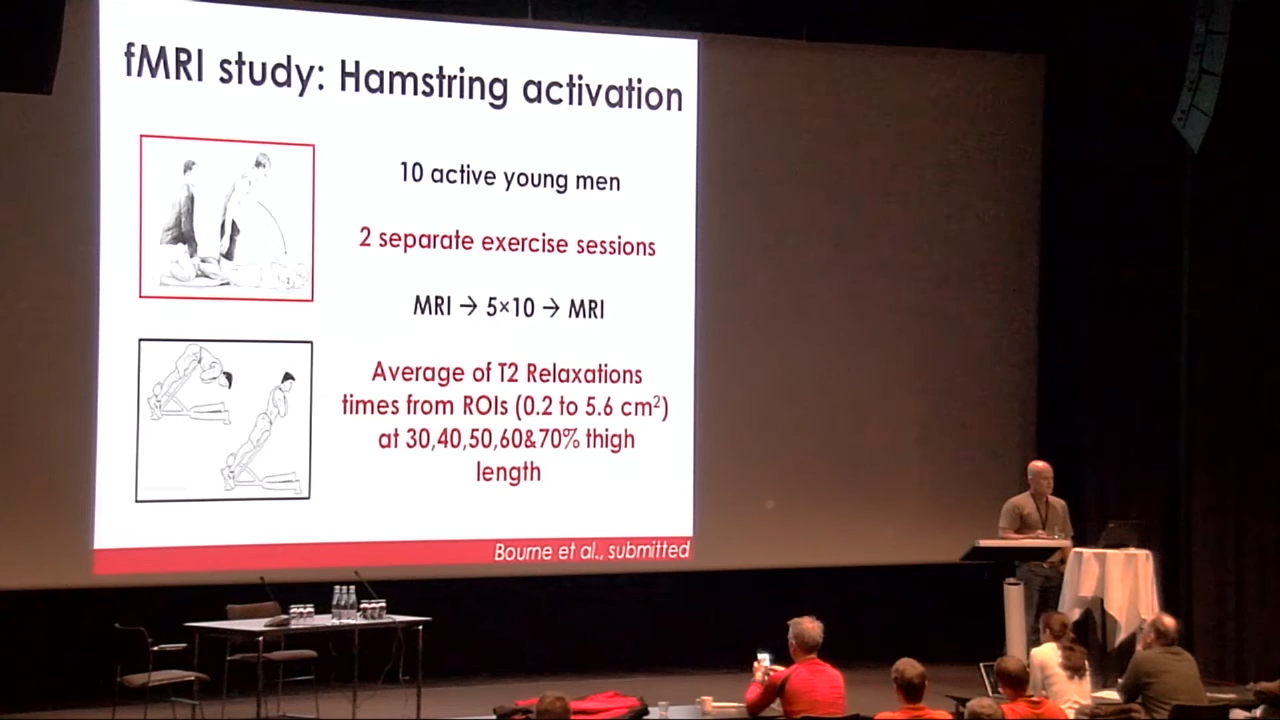 fMRI study: Hamstring activation
10 active young men
2 separate exercise sessions
MRI → 5×10 → MRI
Average of T2 Relaxations
times from ROIs (0.2 to 5.6 cm²)
at 30,40,50,60&70% thigh
length
Bourne et al., submitted